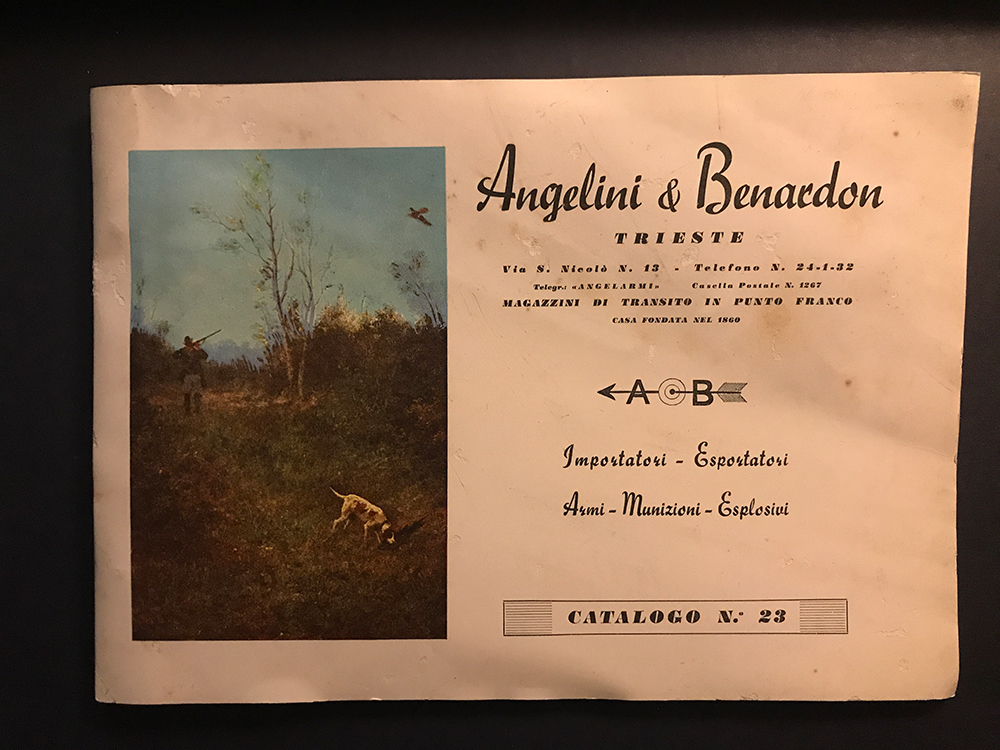 Angelini & Benardon
TRIESTE
Via S. Nicolò N. 13 - Telefono N. 24-1-32
Telegr.: «ANGELARMI» Casella Postale N. 1267
MAGAZZINI DI TRANSITO IN PUNTO FRANCO
CASA FONDATA NEL 1860
A B
Importatori - Esportatori
Armi - Munizioni - Esplosivi
CATALOGO N.º 23